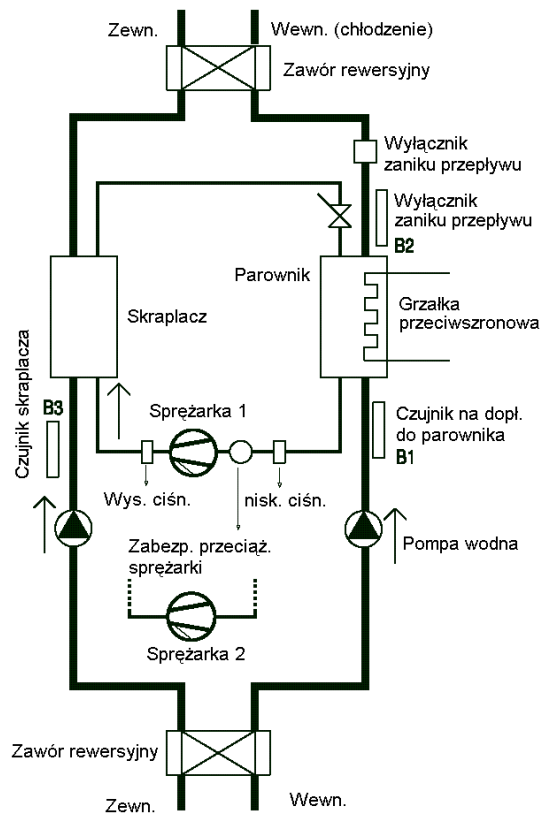 Zewn.
Wewn. (chłodzenie)
Zawór rewersyjny
Wyłącznik
zaniku przepływu
Wyłącznik
zaniku przepływu
B2
Parownik
Grzałka
przeciwszronowa
Skraplacz
Czujnik skraplacza
B3
Sprężarka 1
Czujnik na dopł.
do parownika
B1
Wys. ciśn.
nisk. ciśn.
Zabezp. przeciąż.
sprężarki
Pompa wodna
Sprężarka 2
Zawór rewersyjny
Zewn.
Wewn.